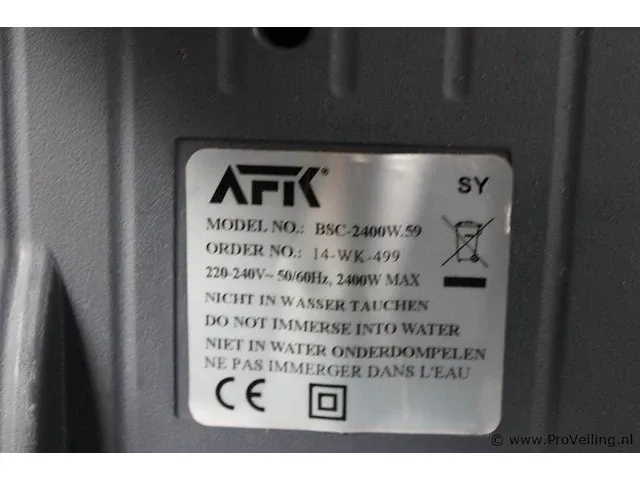 AFK®
SY
MODEL NO.: BSC-2400W.59
ORDER NO.: 14-WK-499
220-240V~ 50/60Hz, 2400W MAX
NICHT IN WASSER TAUCHEN
DO NOT IMMERSE INTO WATER
NIET IN WATER ONDERDOMPELEN
NE PAS IMMERGER DANS L'EAU
CE
© www.ProVeiling.nl